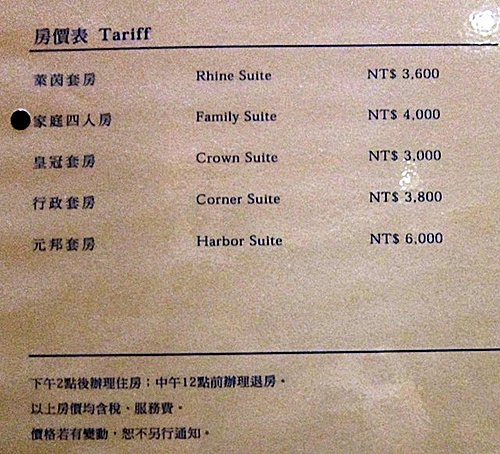 房價表 Tariff
萊茵套房 Rhine Suite NT$ 3,600
家庭四人房 Family Suite NT$ 4,000
皇冠套房 Crown Suite NT$ 3,000
行政套房 Corner Suite NT$ 3,800
元邦套房 Harbor Suite NT$ 6,000
下午2點後辦理住房；中午12點前辦理退房。
以上房價均含稅、服務費。
價格若有變動，恕不另行通知。